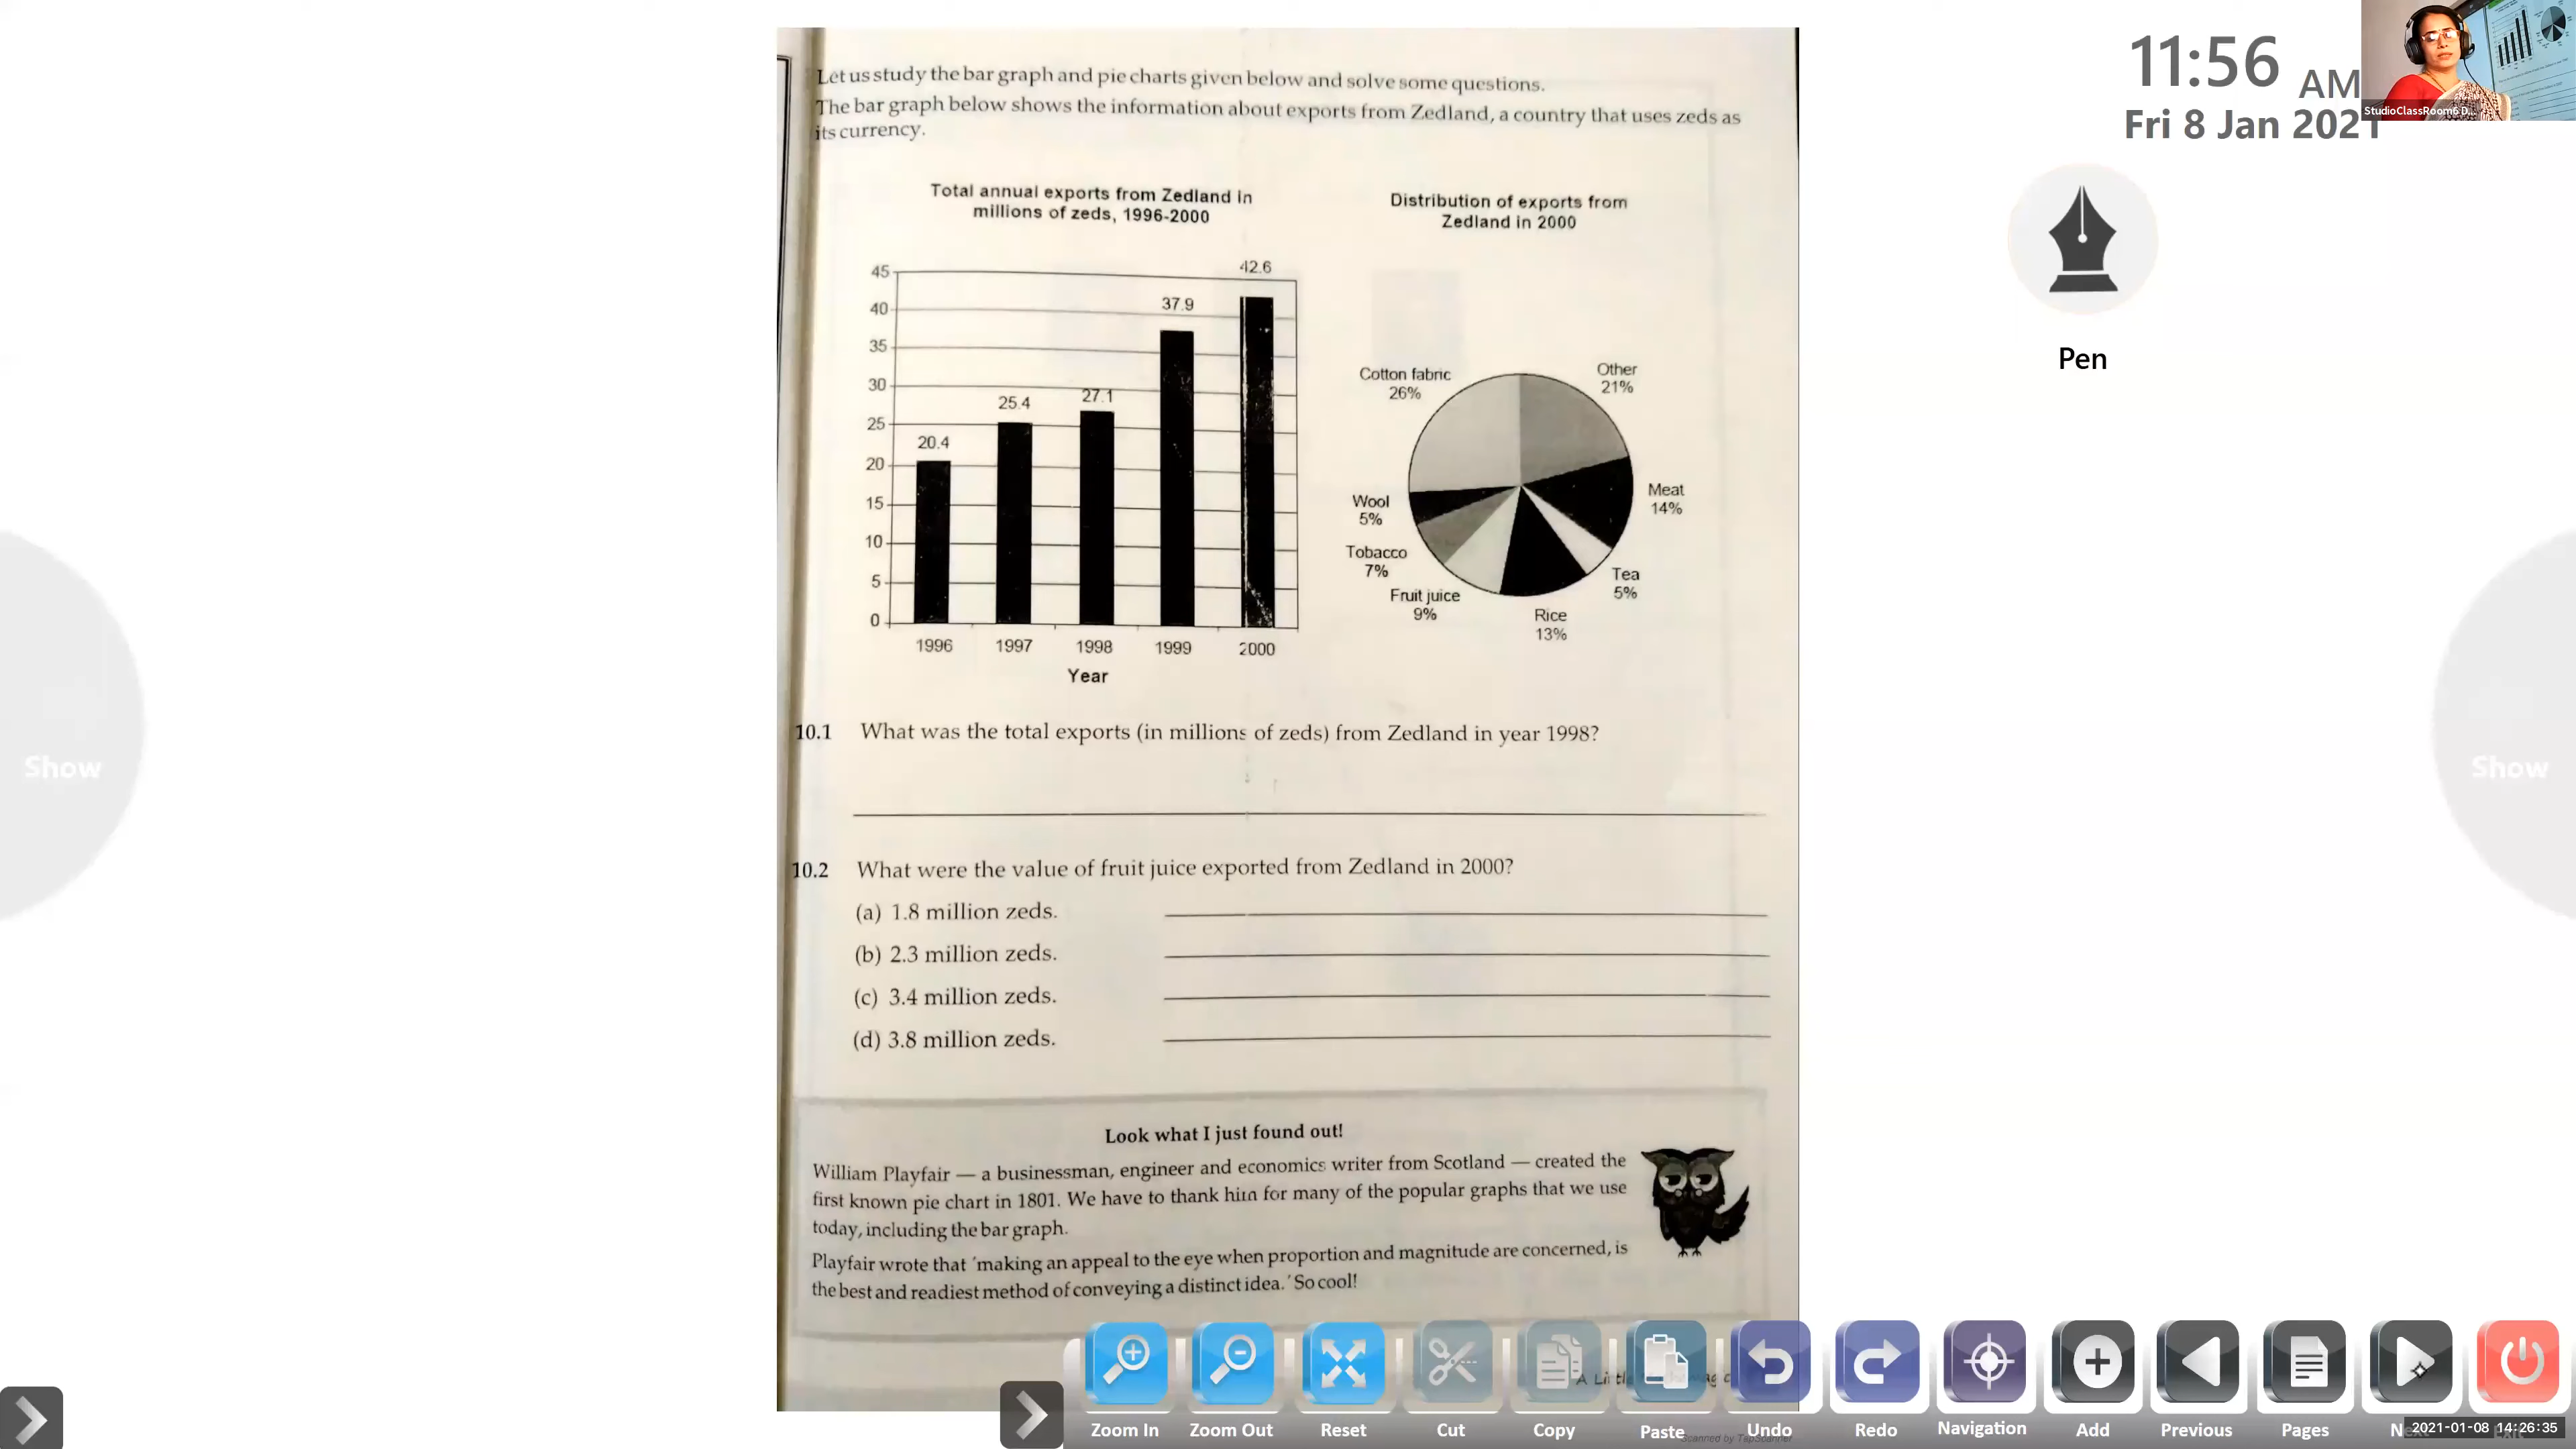 11:56 AM
Fri 8 Jan 2021
StudioClassRoom6 D...
Pen
Show
Show
Let us study the bar graph and pie charts given below and solve some questions.
The bar graph below shows the information about exports from Zedland, a country that uses zeds as
its currency.
Total annual exports from Zedland in
millions of zeds, 1996-2000
45
40
35
30
25
20
15
10
5
0
20.4
25.4
27.1
37.9
42.6
1996
1997
1998
1999
2000
Year
Distribution of exports from
Zedland in 2000
Cotton fabric
26%
Other
21%
Meat
14%
Tea
5%
Rice
13%
Fruit juice
9%
Tobacco
7%
Wool
5%
10.1 What was the total exports (in millions of zeds) from Zedland in year 1998?
10.2 What were the value of fruit juice exported from Zedland in 2000?
(a) 1.8 million zeds.
(b) 2.3 million zeds.
(c) 3.4 million zeds.
(d) 3.8 million zeds.
Look what I just found out!
William Playfair — a businessman, engineer and economics writer from Scotland — created the
first known pie chart in 1801. We have to thank him for many of the popular graphs that we use
today, including the bar graph.
Playfair wrote that 'making an appeal to the eye when proportion and magnitude are concerned, is
the best and readiest method of conveying a distinct idea.' So cool!
Zoom In
Zoom Out
Reset
Cut
Copy
Paste
Undo
Redo
Navigation
Add
Previous
Pages
Scanned by TapScanner
2021-01-08 14:26:35